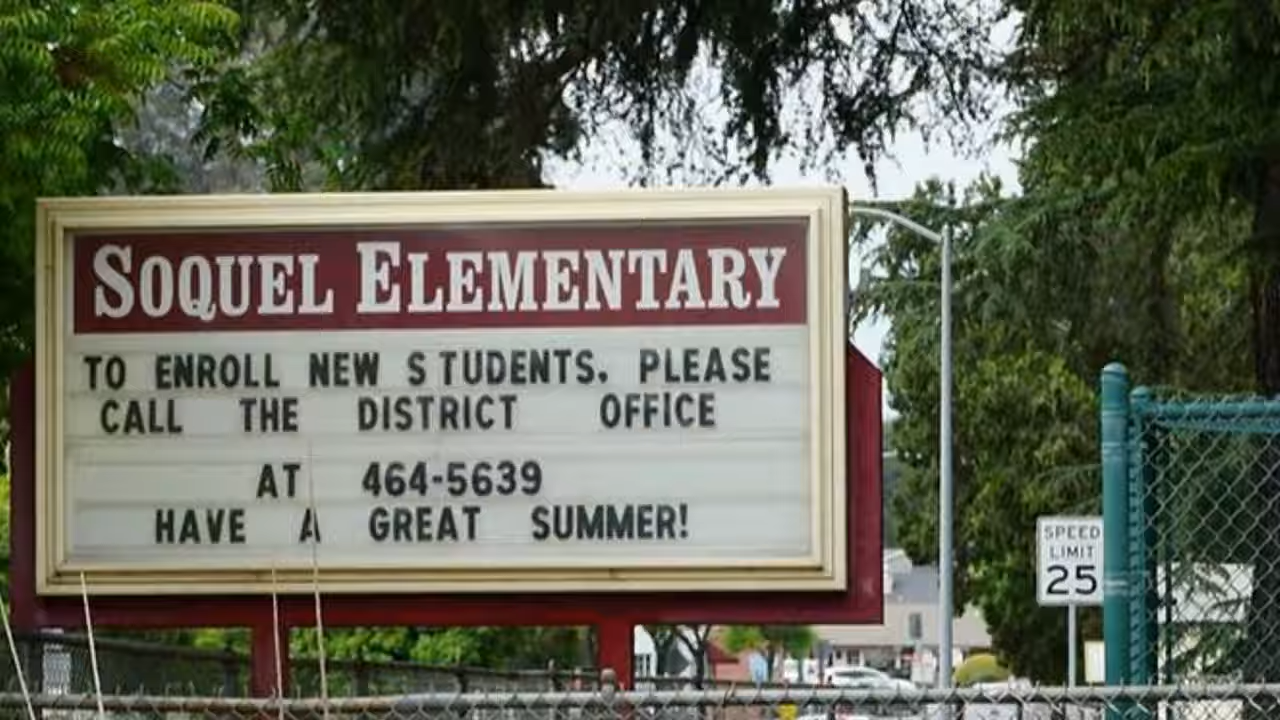 SOQUEL ELEMENTARY
TO ENROLL NEW STUDENTS. PLEASE
CALL THE DISTRICT OFFICE
AT 464-5639
HAVE A GREAT SUMMER!
SPEED
LIMIT
25